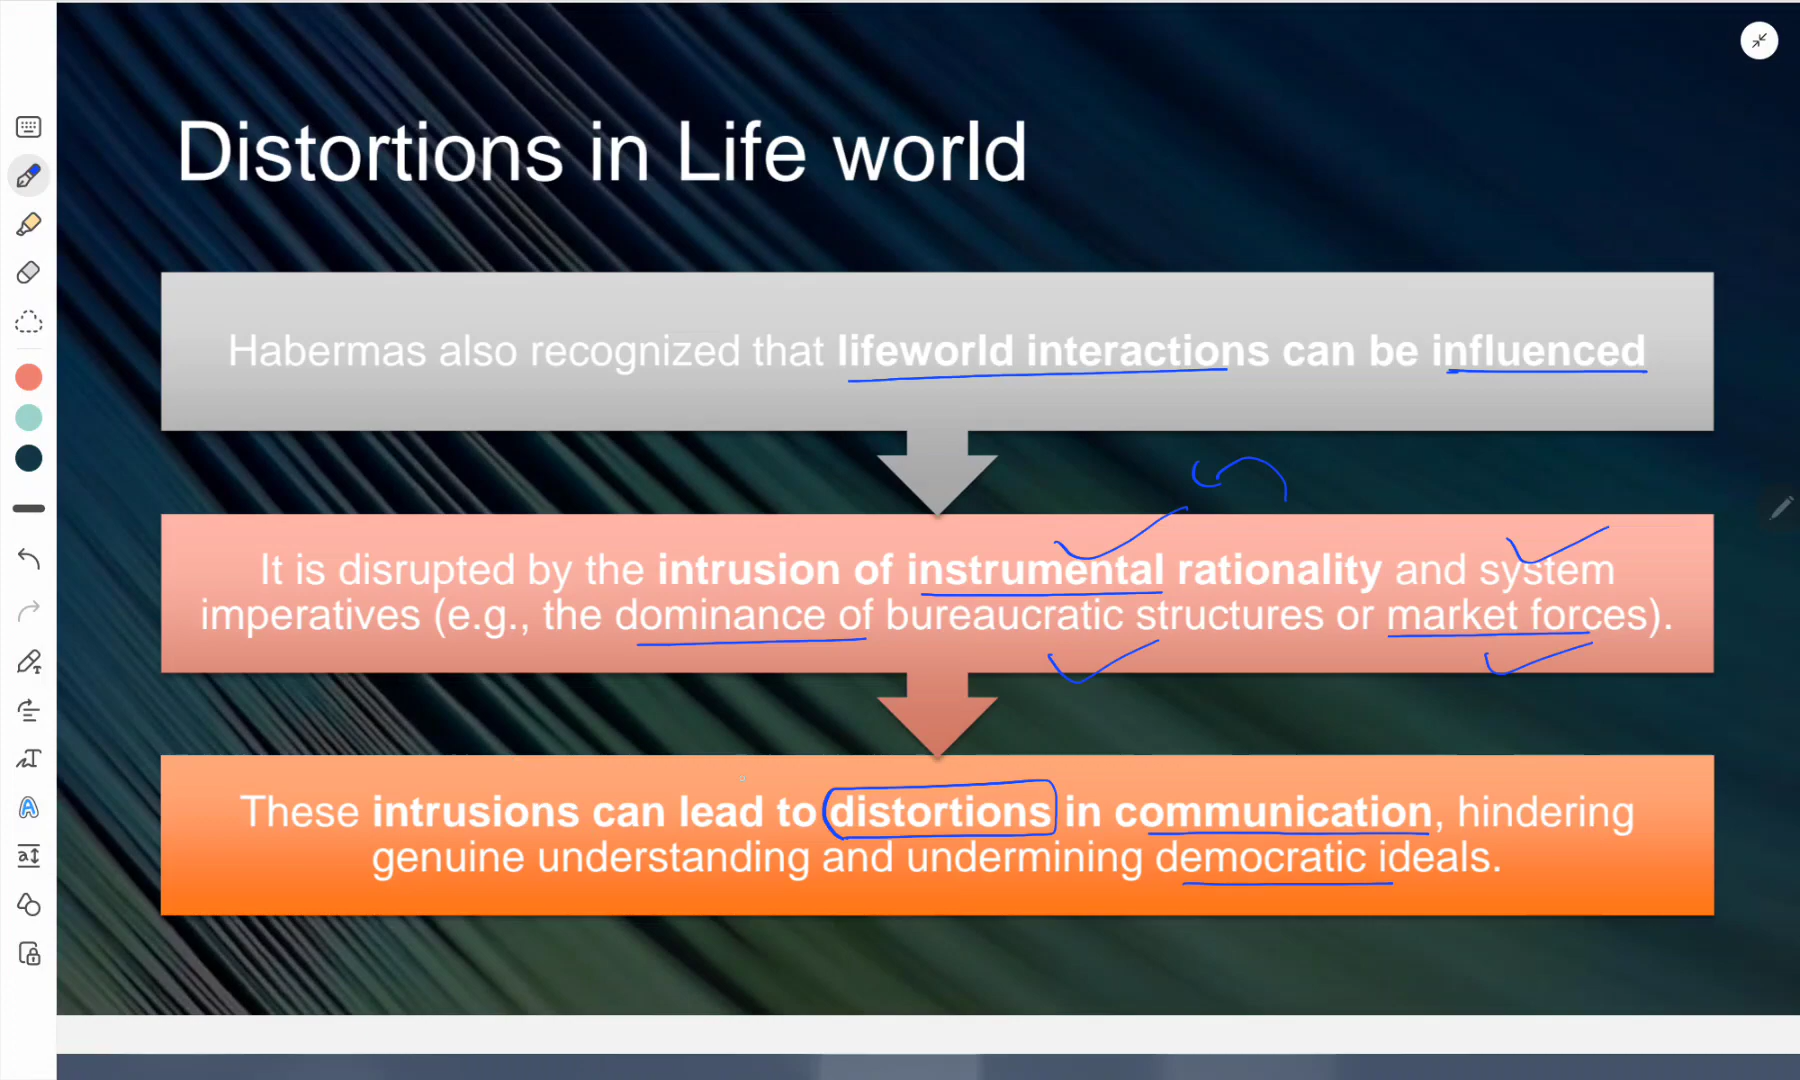 Distortions in Life world
Habermas also recognized that lifeworld interactions can be influenced
It is disrupted by the intrusion of instrumental rationality and system
imperatives (e.g., the dominance of bureaucratic structures or market forces).
These intrusions can lead to distortions in communication, hindering
genuine understanding and undermining democratic ideals.